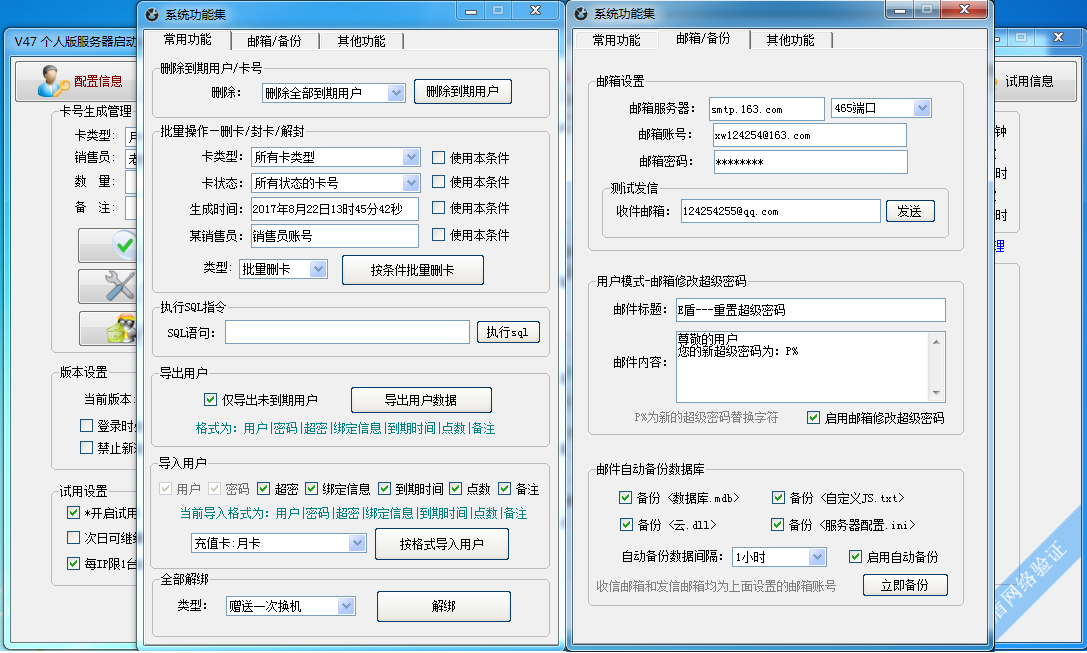 V47 个人版服务器启动
配置信息
卡号生成管理
卡类型:
销售员:
数 量:
备 注:
版本设置
当前版本:
登录时
禁止新
试用设置
*开启试用
次日可继续
每IP限1台
系统功能集
常用功能
邮箱/备份
其他功能
删除到期用户/卡号
删除:
删除全部到期用户
删除到期用户
批量操作—删卡/封卡/解封
卡类型:
所有卡类型
使用本条件
卡状态:
所有状态的卡号
使用本条件
生成时间:
2017年8月22日13时45分42秒
使用本条件
某销售员:
销售员账号
使用本条件
类型:
批量删卡
按条件批量删卡
执行SQL指令
SQL语句:
执行sql
导出用户
仅导出未到期用户
导出用户数据
格式为: 用户|密码|超密|绑定信息|到期时间|点数|备注
导入用户
用户
密码
超密
绑定信息
到期时间
点数
备注
当前导入格式为: 用户|密码|超密|绑定信息|到期时间|点数|备注
充值卡:月卡
按格式导入用户
全部解绑
类型:
赠送一次换机
解绑
系统功能集
常用功能
邮箱/备份
其他功能
邮箱设置
邮箱服务器:
smtp.163.com
465端口
邮箱账号:
xw124254@163.com
邮箱密码:
********
测试发信
收件邮箱:
124254255@qq.com
发送
用户模式-邮箱修改超级密码
邮件标题:
E盾---重置超级密码
邮件内容:
尊敬的用户
您的新超级密码为: P%
P%为新的超级密码替换字符
启用邮箱修改超级密码
邮件自动备份数据库
备份 <数据库.mdb>
备份 <自定义JS.txt>
备份 <云.dll>
备份 <服务器配置.ini>
自动备份数据间隔:
1小时
启用自动备份
收信邮箱和发信邮箱均为上面设置的邮箱账号
立即备份
试用信息
钟
时
时
理
盾网络验证